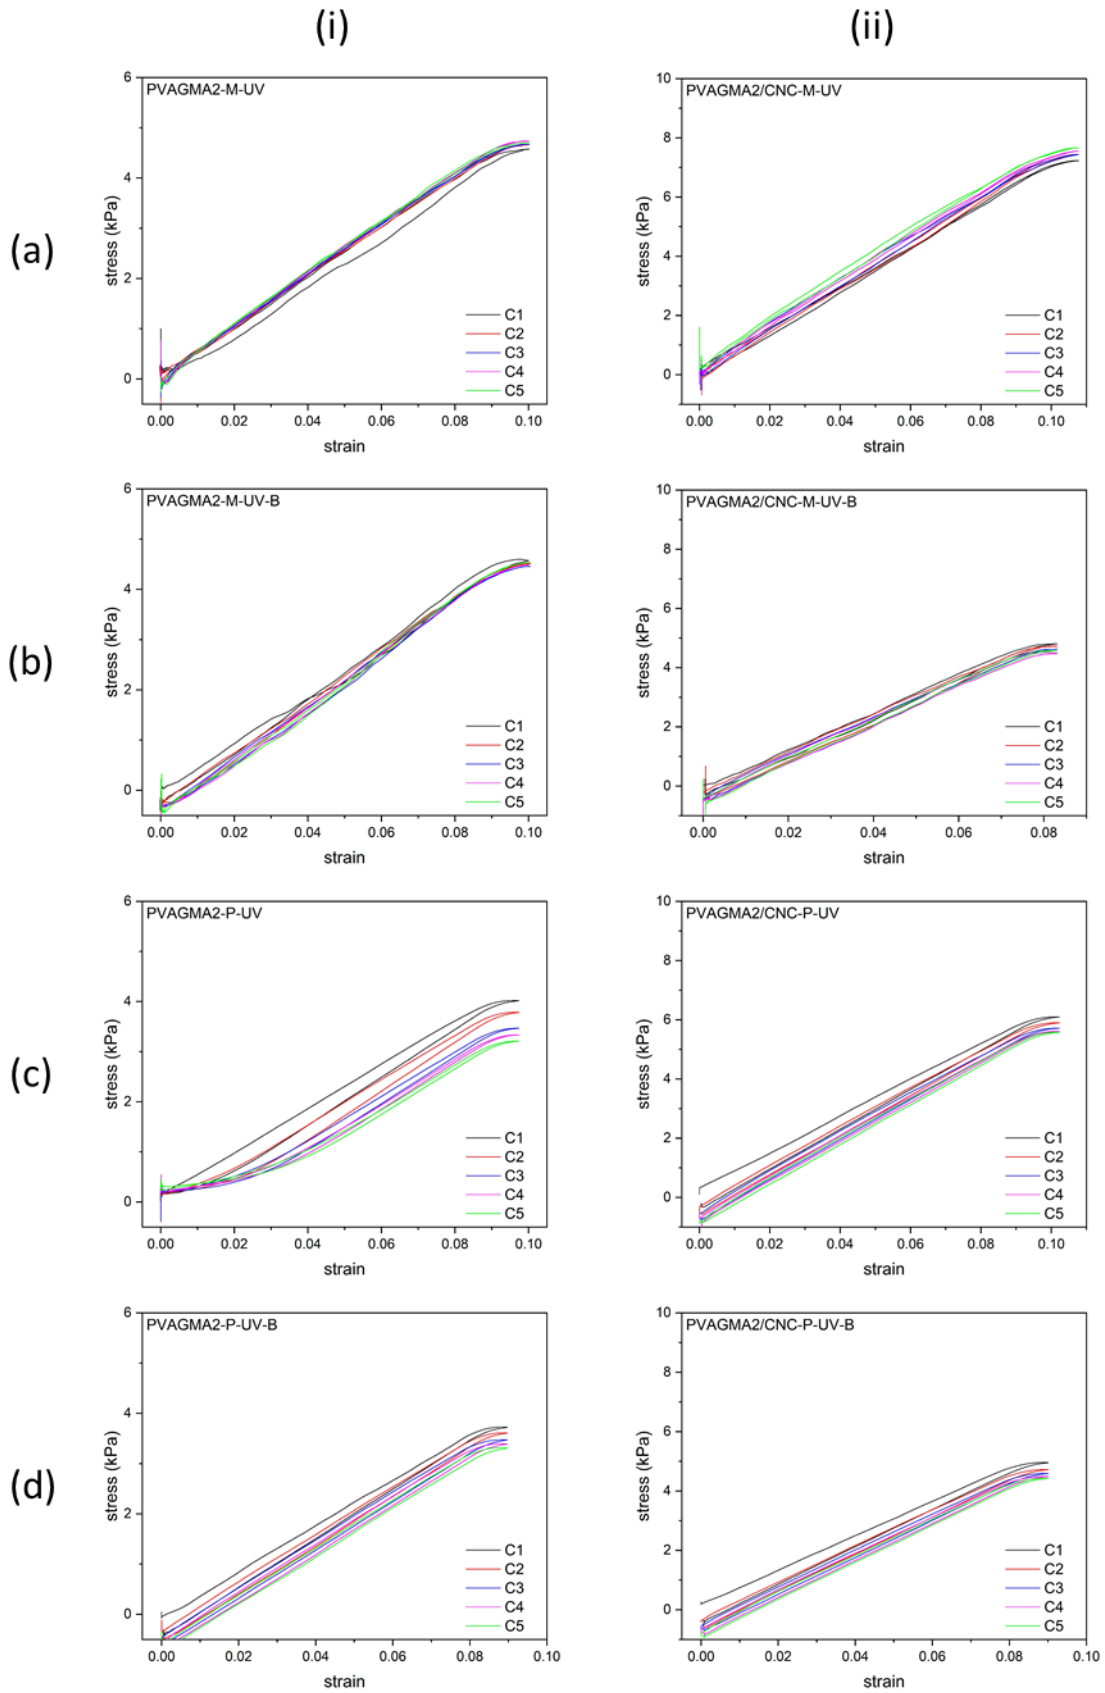 (i)
(ii)
(a)
PVAGMA2-M-UV
6
4
2
0
stress (kPa)
0.00 0.02 0.04 0.06 0.08 0.10
strain
C1
C2
C3
C4
C5
PVAGMA2/CNC-M-UV
10
8
6
4
2
0
stress (kPa)
0.00 0.02 0.04 0.06 0.08 0.10
strain
C1
C2
C3
C4
C5
(b)
PVAGMA2-M-UV-B
6
4
2
0
stress (kPa)
0.00 0.02 0.04 0.06 0.08 0.10
strain
C1
C2
C3
C4
C5
PVAGMA2/CNC-M-UV-B
10
8
6
4
2
0
stress (kPa)
0.00 0.02 0.04 0.06 0.08
strain
C1
C2
C3
C4
C5
(c)
PVAGMA2-P-UV
6
4
2
0
stress (kPa)
0.00 0.02 0.04 0.06 0.08 0.10
strain
C1
C2
C3
C4
C5
PVAGMA2/CNC-P-UV
10
8
6
4
2
0
stress (kPa)
0.00 0.02 0.04 0.06 0.08 0.10
strain
C1
C2
C3
C4
C5
(d)
PVAGMA2-P-UV-B
6
4
2
0
stress (kPa)
0.00 0.02 0.04 0.06 0.08 0.10
strain
C1
C2
C3
C4
C5
PVAGMA2/CNC-P-UV-B
10
8
6
4
2
0
stress (kPa)
0.00 0.02 0.04 0.06 0.08 0.10
strain
C1
C2
C3
C4
C5